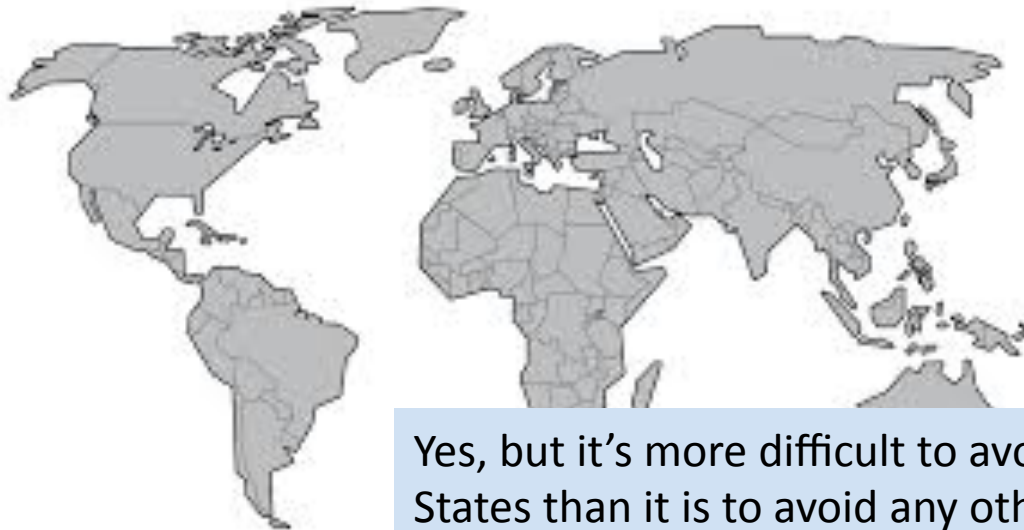 Yes, but it’s more difficult to
States than it is to avoid any